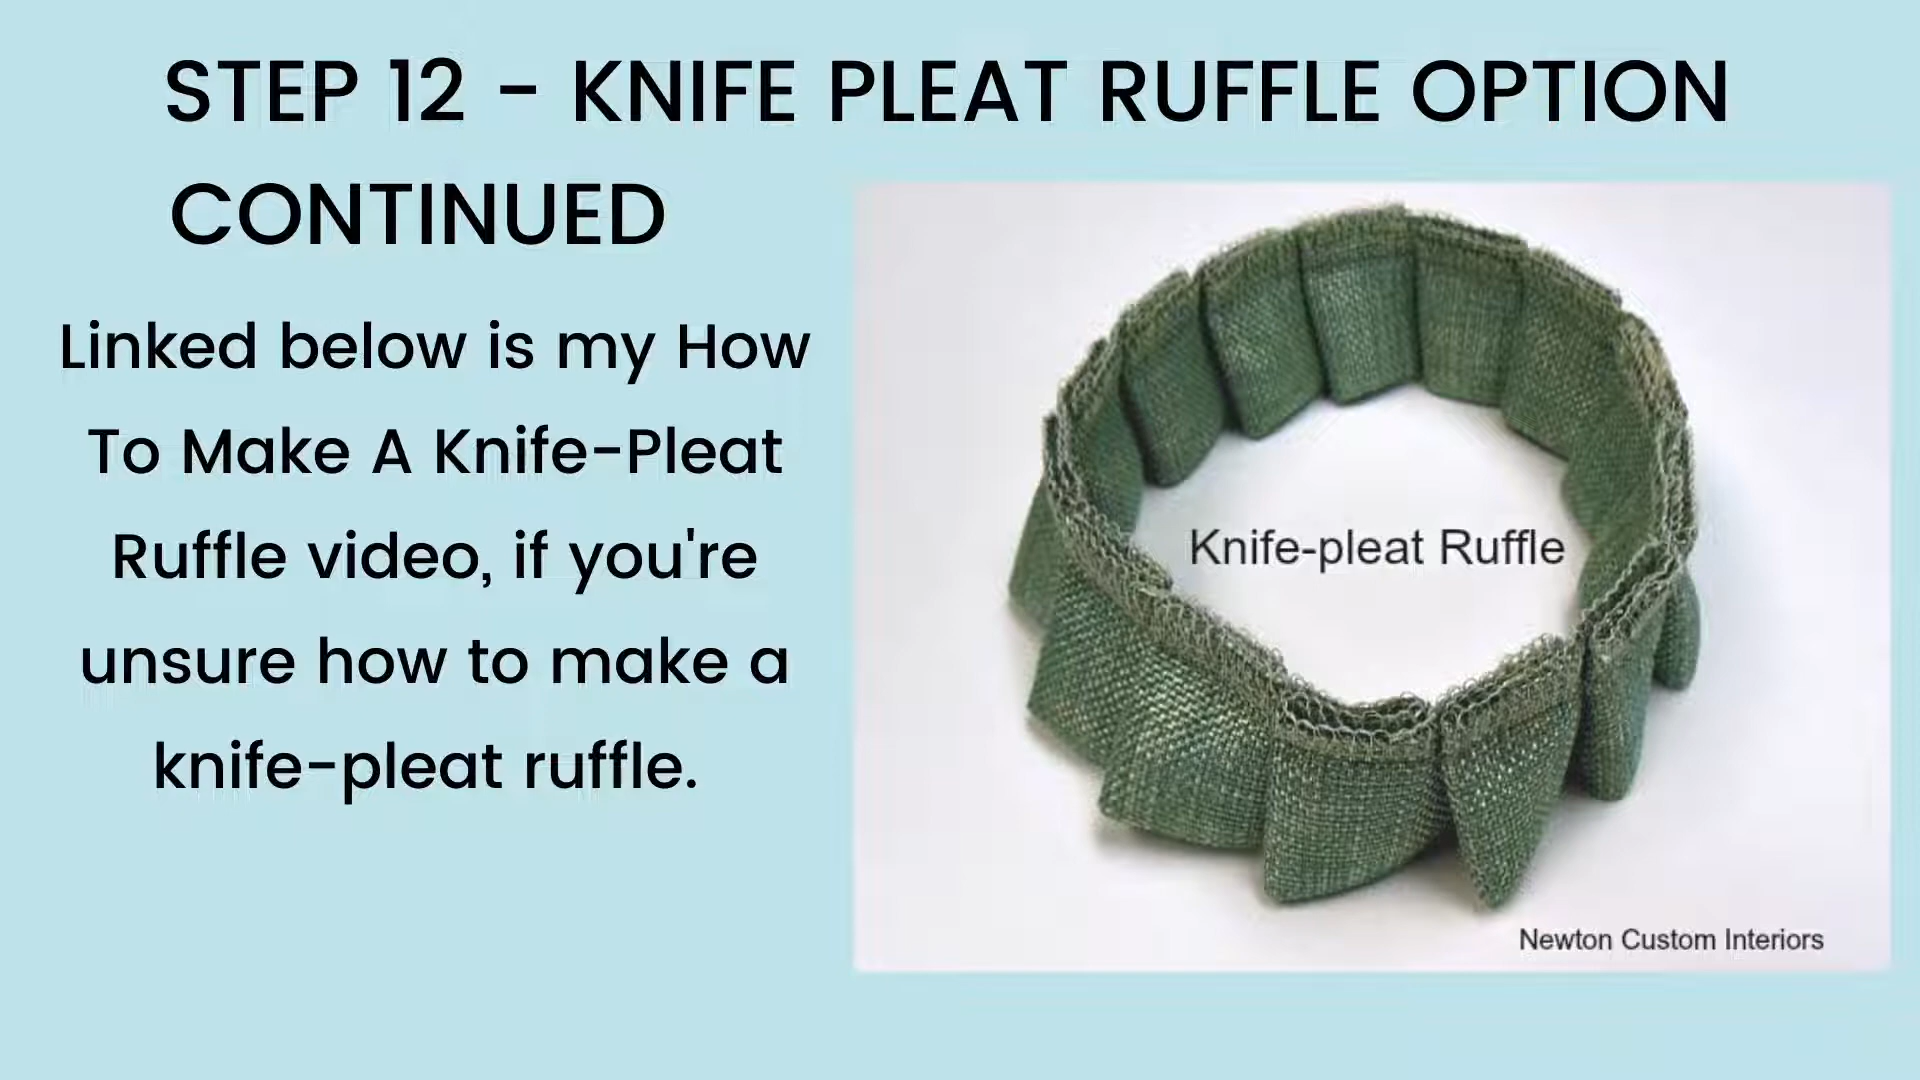 STEP 12 - KNIFE PLEAT RUFFLE OPTION
CONTINUED
Linked below is my How
To Make A Knife-Pleat
Ruffle video, if you're
unsure how to make a
knife-pleat ruffle.
Knife-pleat Ruffle
Newton Custom Interiors